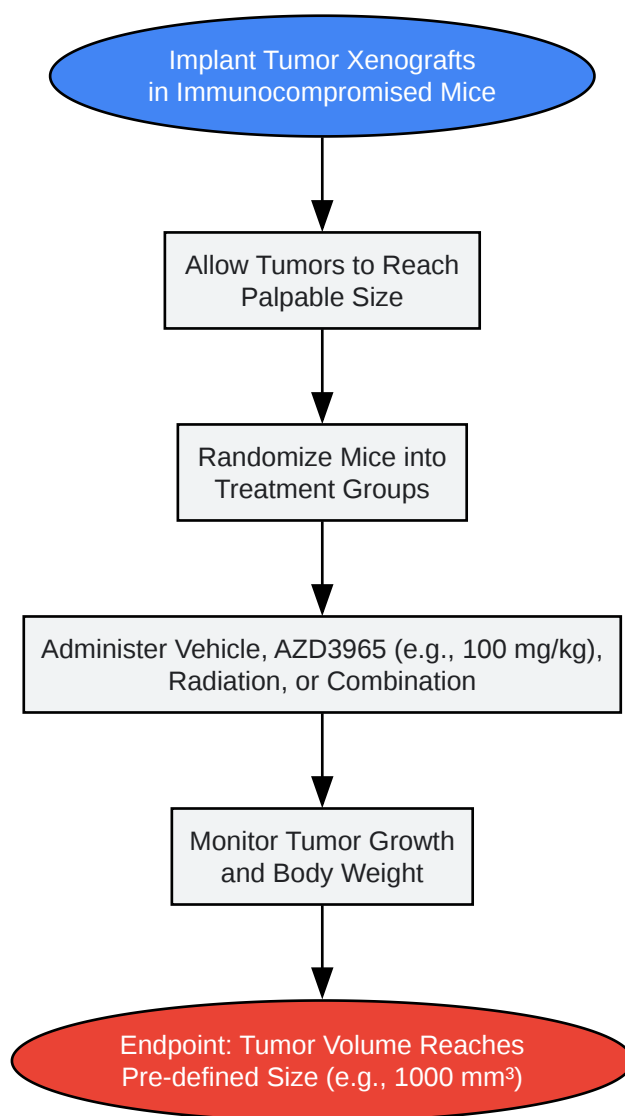 Implant Tumor Xenografts
in Immunocompromised Mice
Allow Tumors to Reach
Palpable Size
Randomize Mice into
Treatment Groups
Administer Vehicle, AZD3965 (e.g., 100 mg/kg),
Radiation, or Combination
Monitor Tumor Growth
and Body Weight
Endpoint: Tumor Volume Reaches
Pre-defined Size (e.g., 1000 mm³)